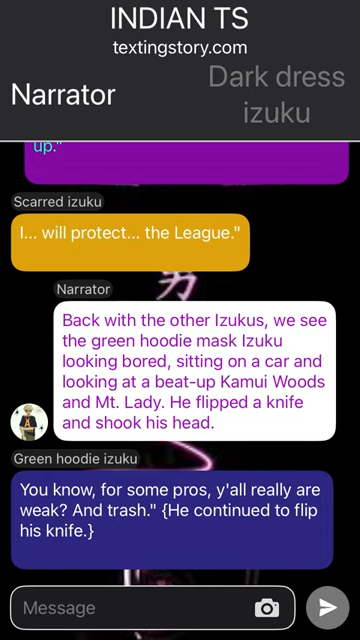 INDIAN TS
textingstory.com
Dark dress
izuku
Narrator
up."
Scarred izuku
I... will protect... the League."
Narrator
Back with the other Izukus, we see
the green hoodie mask Izuku
looking bored, sitting on a car and
looking at a beat-up Kamui Woods
and Mt. Lady. He flipped a knife
and shook his head.
Green hoodie izuku
You know, for some pros, y'all really are
weak? And trash." {He continued to flip
his knife.}
Message